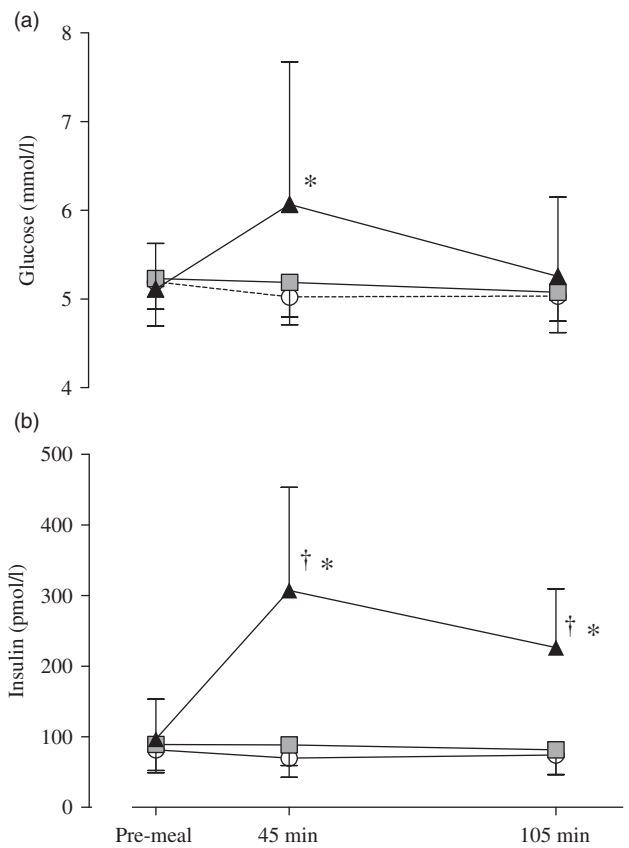 (a)
8
7
6
5
4
Glucose (mmol/l)
*
(b)
500
400
300
200
100
0
Insulin (pmol/l)
† *
† *
Pre-meal 45 min 105 min